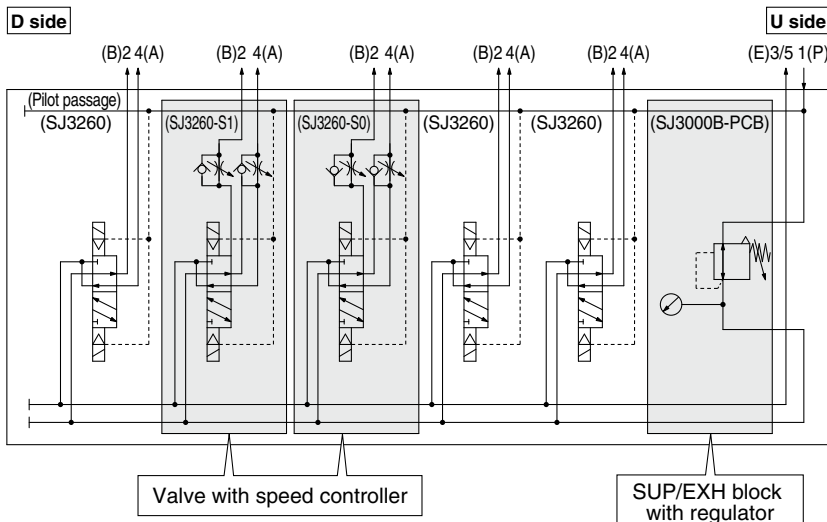 D side
U side
(B)2 4(A)
(B)2 4(A)
(B)2 4(A)
(B)2 4(A)
(B)2 4(A)
(E)3/5 1(P)
(Pilot passage)
(SJ3260)
(SJ3260-S1)
(SJ3260-S0)
(SJ3260)
(SJ3260)
(SJ3000B-PCB)
Valve with speed controller
SUP/EXH block
with regulator